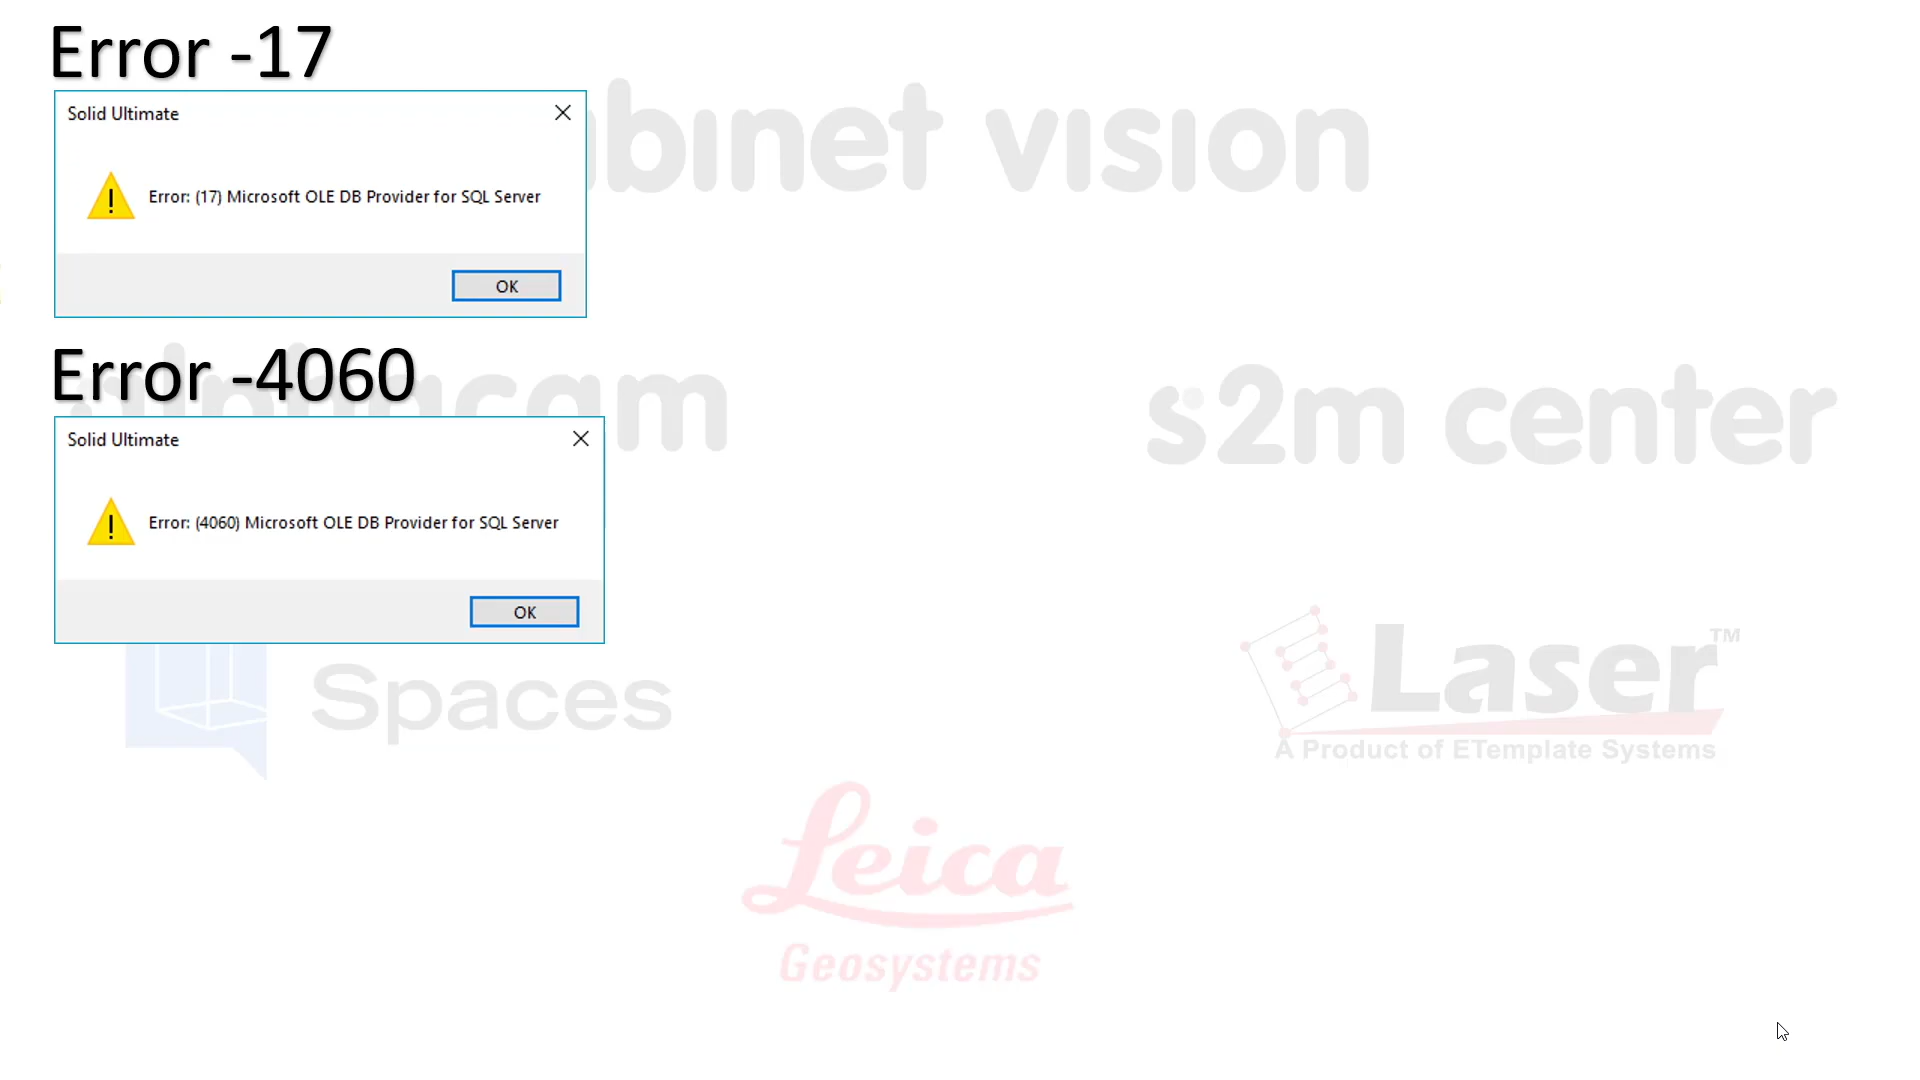 Error -17
Solid Ultimate
Error: (17) Microsoft OLE DB Provider for SQL Server
OK
binet vision
Error -4060
Solid Ultimate
Error: (4060) Microsoft OLE DB Provider for SQL Server
OK
s2m center
Spaces
Laser™
A Product of ETemplate Systems
Leica
Geosystems